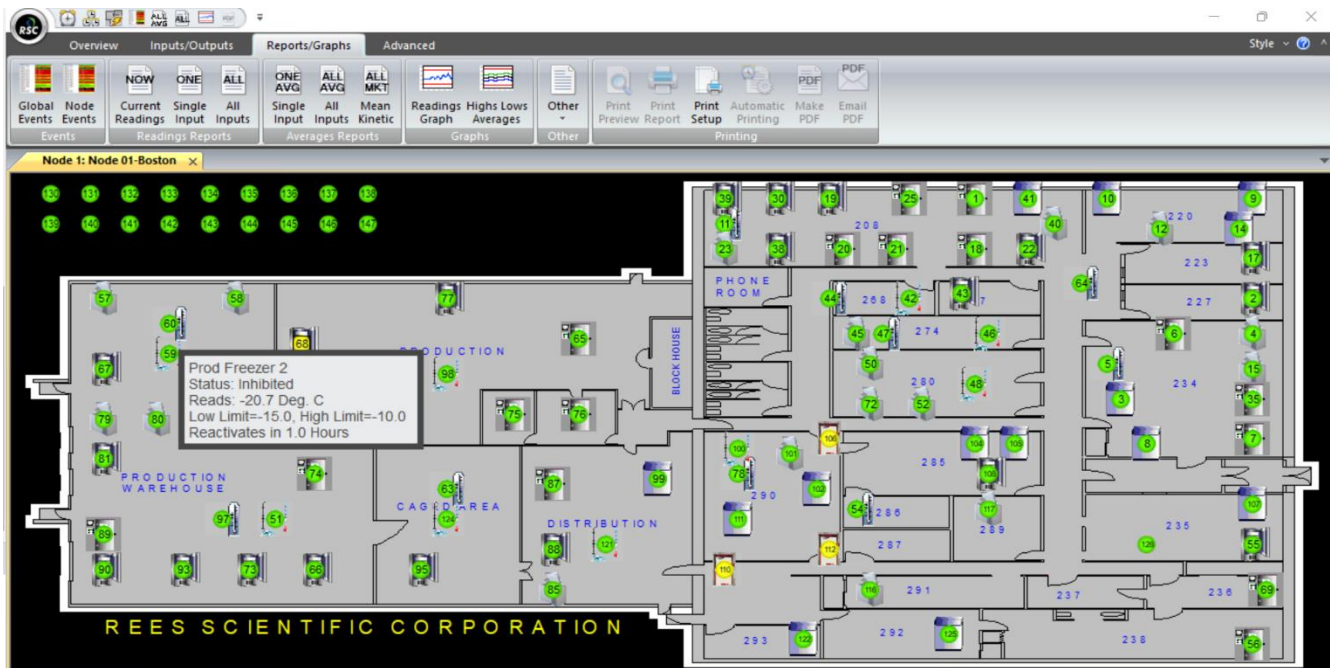 RSC
ALL AVG
ALL
Overview Inputs/Outputs Reports/Graphs Advanced
Style
NOW ONE ALL ONE AVG ALL AVG ALL MKT PDF PDF
Global Events
Node Events
Current Readings
Single Input
All Inputs
Single Input
All Inputs
Mean Kinetic
Readings Graph
Highs Lows Averages
Other
Print Preview
Print Report
Print Setup
Automatic Printing
Make PDF
Email PDF
Events Readings Reports Averages Reports Graphs Other Printing
Node 1: Node 01-Boston
130 131 132 133 134 135 136 137 138
139 140 141 142 143 144 145 146 147
39 30 19 25 1 41 10 9
11 208 40 220 12 14
23 38 20 21 18 22 223 17
PHONE ROOM
64
57 58 77 44 268 42 43 7 227 2
60 65 45 47 274 46 6 4
68 PRODUCTION BLOCK HOUSE
59 67 98 50 280 48 5 234 15
Prod Freezer 2
Status: Inhibited
Reads: -20.7 Deg. C
Low Limit=-15.0, High Limit=-10.0
Reactivates in 1.0 Hours
79 80 75 76 72 52 3 35
81 100 101 106 104 105 8 7
PRODUCTION WAREHOUSE
74 63 87 99 78 290 102 285 108
CAGED AREA
97 51 124 DISTRIBUTION 111 54 286 117 289 235 107
89 88 121 112 287 128 55
90 93 73 66 95 110
85 116 291 237 236 69
REES SCIENTIFIC CORPORATION
293 122 292 125 238 56